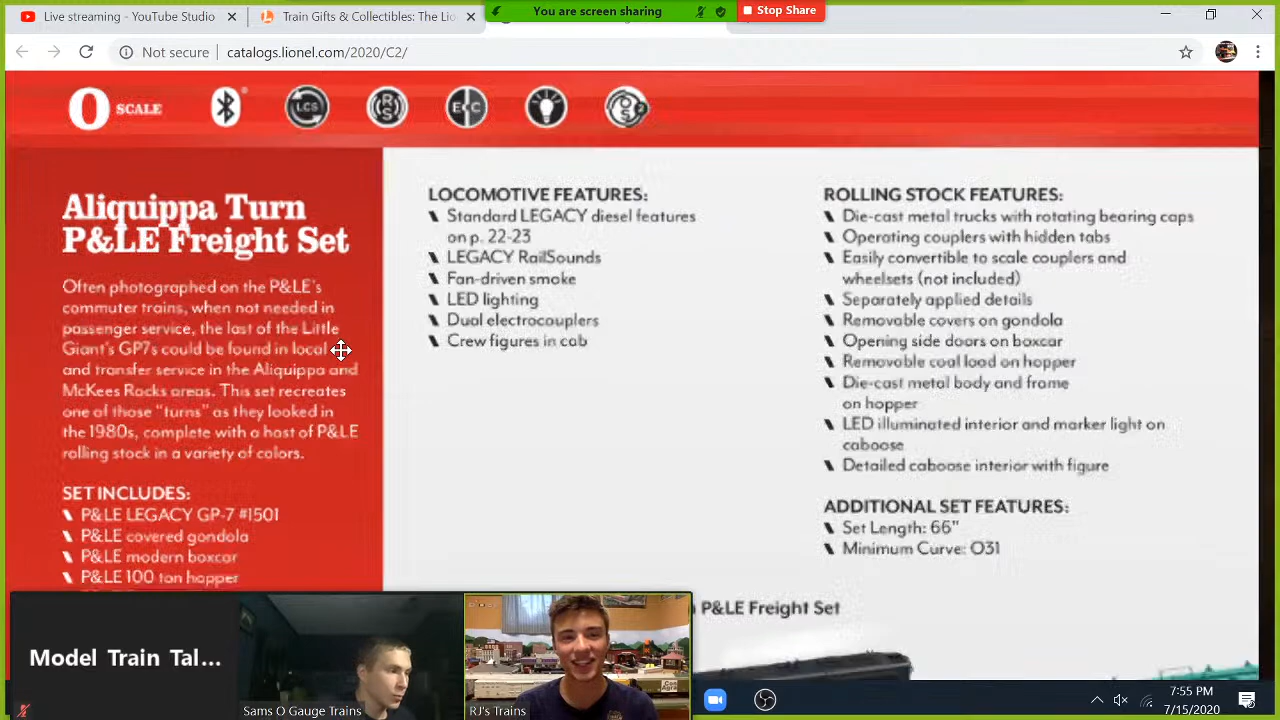 You are screen sharing
Stop Share
Live streaming - YouTube Studio
Train Gifts & Collectibles: The Lio
Not secure
catalogs.lionel.com/2020/C2/
O SCALE
LCS
RS
Aliquippa Turn
P&LE Freight Set
Often photographed on the P&LE's
commuter trains, when not needed in
passenger service, the last of the Little
Giant's GP7s could be found in local
and transfer service in the Aliquippa and
McKees Rocks areas. This set recreates
one of those "turns" as they looked in
the 1980s, complete with a host of P&LE
rolling stock in a variety of colors.
SET INCLUDES:
P&LE LEGACY GP-7 #1501
P&LE covered gondola
P&LE modern boxcar
P&LE 100 ton hopper
LOCOMOTIVE FEATURES:
Standard LEGACY diesel features
on p. 22-23
LEGACY RailSounds
Fan-driven smoke
LED lighting
Dual electrocouplers
Crew figures in cab
ROLLING STOCK FEATURES:
Die-cast metal trucks with rotating bearing caps
Operating couplers with hidden tabs
Easily convertible to scale couplers and
wheelsets (not included)
Separately applied details
Removable covers on gondola
Opening side doors on boxcar
Removable coal load on hopper
Die-cast metal body and frame
on hopper
LED illuminated interior and marker light on
caboose
Detailed caboose interior with figure
ADDITIONAL SET FEATURES:
Set Length: 66"
Minimum Curve: O31
P&LE Freight Set
Model Train Tal...
Sams O Gauge Trains
RJ's Trains
7:55 PM
7/15/2020